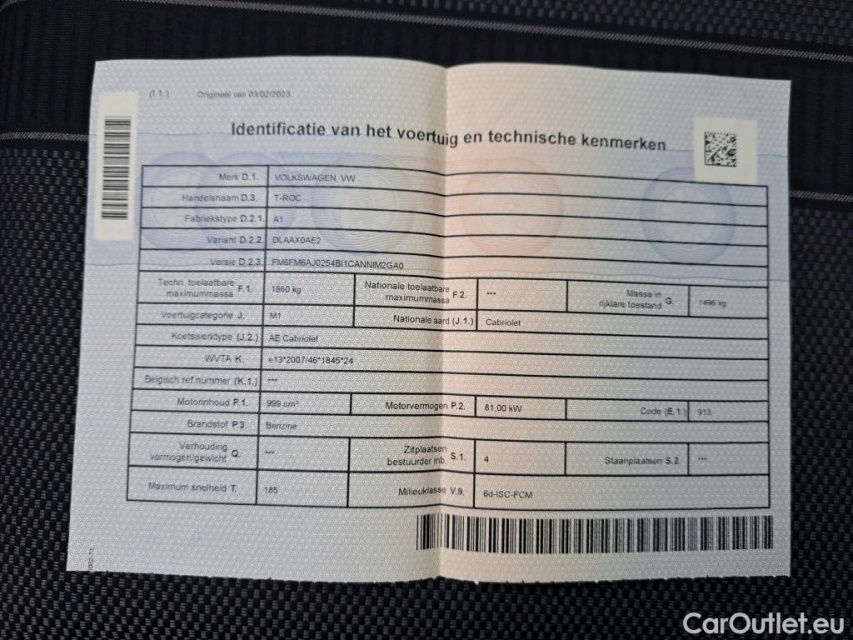 (I.1.) Origineel van 03/02/2023
Identificatie van het voertuig en technische kenmerken
Merk D.1. VOLKSWAGEN, VW
Handelsnaam D.3. T-ROC
Fabriekstype D.2.1. A1
Variant D.2.2. DLAAX0AE2
Versie D.2.3. FM6FM6AJ0254BI1CANNIM2GA0
Techn. toelaatbare maximummassa F.1. 1860 kg Nationale toelaatbare maximummassa F.2. *** Massa in rijklare toestand G. 1496 kg
Voertuigcategorie J. M1 Nationale aard (J.1.) Cabriolet
Koetswerktype (J.2.) AE Cabriolet
WVTA K. e13*2007/46*1845*24
Belgisch ref.nummer (K.1.) ***
Motorinhoud P.1. 999 cm³ Motorvermogen P.2. 81,00 kW Code (E.1.) 913
Brandstof P.3. Benzine
Verhouding vermogen/gewicht Q. *** Zitplaatsen bestuurder inb. S.1. 4 Staanplaatsen S.2. ***
Maximum snelheid T. 185 Milieuklasse V.9. 6d-ISC-FCM
CarOutlet.eu